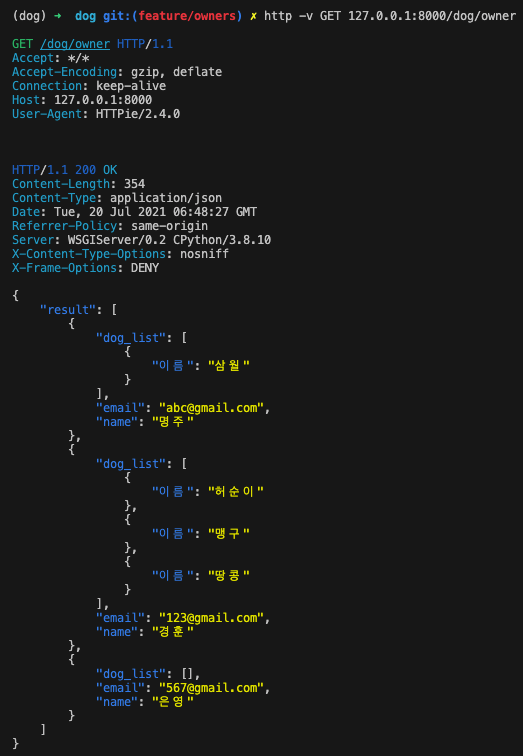 (dog) ➜  dog git:(feature/owners) ✗ http -v GET 127.0.0.1:8000/dog/owner
GET /dog/owner HTTP/1.1
Accept: */*
Accept-Encoding: gzip, deflate
Connection: keep-alive
Host: 127.0.0.1:8000
User-Agent: HTTPie/2.4.0
HTTP/1.1 200 OK
Content-Length: 354
Content-Type: application/json
Date: Tue, 20 Jul 2021 06:48:27 GMT
Referrer-Policy: same-origin
Server: WSGIServer/0.2 CPython/3.8.10
X-Content-Type-Options: nosniff
X-Frame-Options: DENY
{
    "result": [
        {
            "dog_list": [
                {
                    "이름": "삼월"
                }
            ],
            "email": "abc@gmail.com",
            "name": "명주"
        },
        {
            "dog_list": [
                {
                    "이름": "허순이"
                },
                {
                    "이름": "맹구"
                },
                {
                    "이름": "땅콩"
                }
            ],
            "email": "123@gmail.com",
            "name": "경훈"
        },
        {
            "dog_list": [],
            "email": "567@gmail.com",
            "name": "은영"
        }
    ]
}